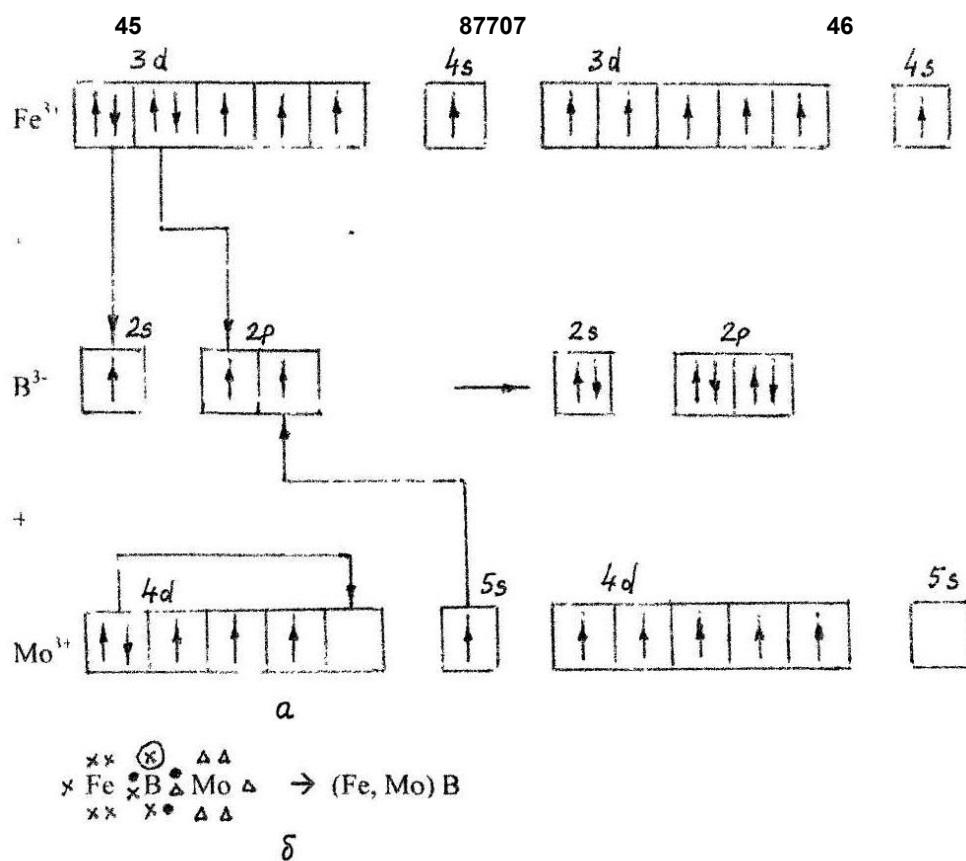 45 87707 46
3d 4s 3d 4s
Fe³⁺
2s 2p 2s 2p
B³⁻
+
4d 5s 4d 5s
Mo³⁺
а
Fe B Mo → (Fe, Mo) B
б